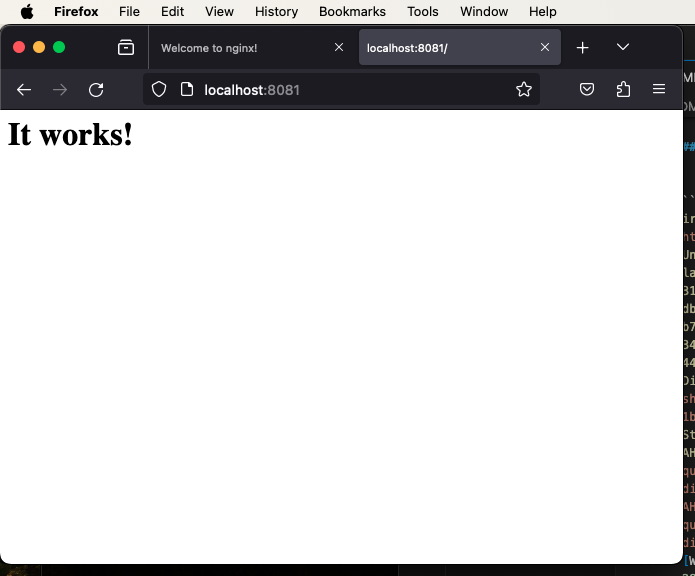 Firefox File Edit View History Bookmarks Tools Window Help
Welcome to nginx!
localhost:8081/
localhost:8081
It works!
##